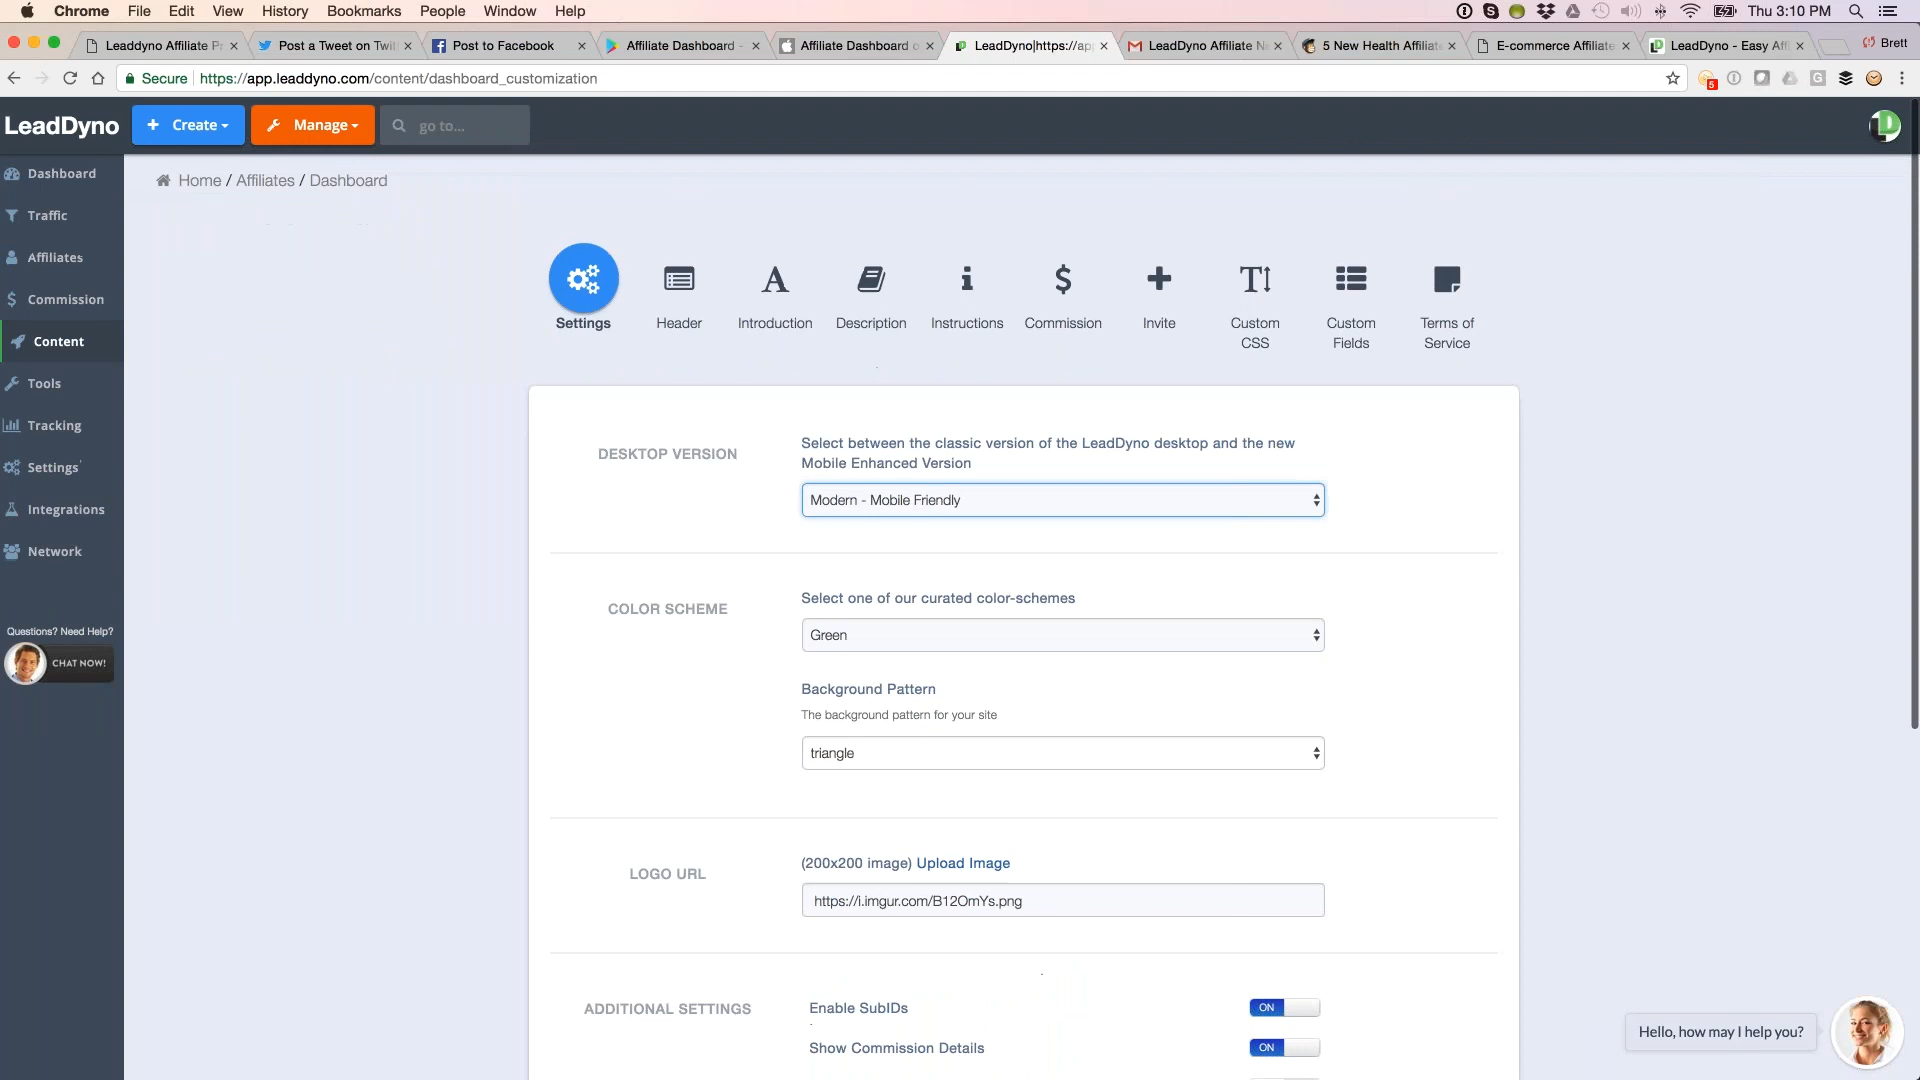 Chrome File Edit View History Bookmarks People Window Help Thu 3:10 PM
Leaddyno Affiliate P
Post a Tweet on Twi
Post to Facebook
Affiliate Dashboard -
Affiliate Dashboard o
LeadDyno|https://ap
LeadDyno Affiliate N
5 New Health Affiliat
E-commerce Affiliate
LeadDyno - Easy Aff
Brett
Secure https://app.leaddyno.com/content/dashboard_customization
5
LeadDyno
Create
Manage
go to...
Dashboard
Traffic
Affiliates
Commission
Content
Tools
Tracking
Settings
Integrations
Network
Questions? Need Help?
CHAT NOW!
Home / Affiliates / Dashboard
Settings
Header
Introduction
Description
Instructions
Commission
Invite
Custom
CSS
Custom
Fields
Terms of
Service
DESKTOP VERSION
Select between the classic version of the LeadDyno desktop and the new
Mobile Enhanced Version
Modern - Mobile Friendly
COLOR SCHEME
Select one of our curated color-schemes
Green
Background Pattern
The background pattern for your site
triangle
LOGO URL
(200x200 image) Upload Image
https://i.imgur.com/B12OmYs.png
ADDITIONAL SETTINGS
Enable SubIDs
ON
Show Commission Details
ON
Hello, how may I help you?